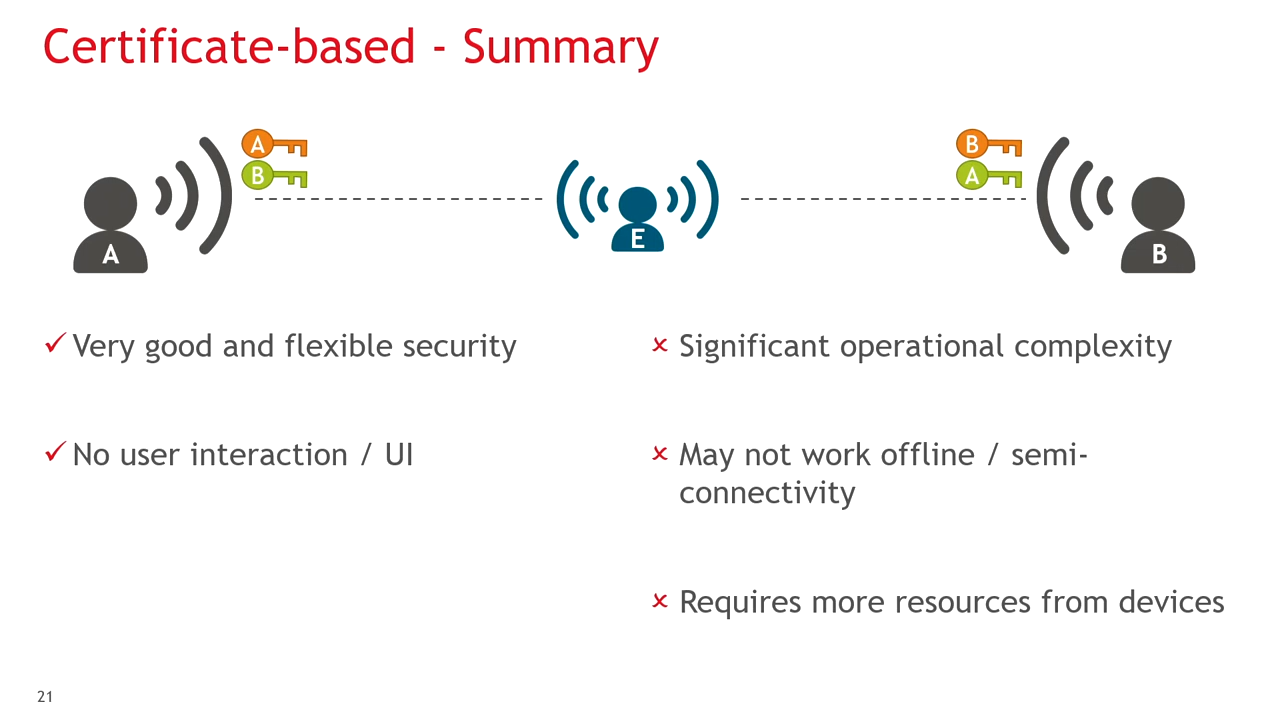 Certificate-based - Summary
A
B
B
A
A
E
B
✓ Very good and flexible security
✓ No user interaction / UI
× Significant operational complexity
× May not work offline / semi-
connectivity
× Requires more resources from devices
21